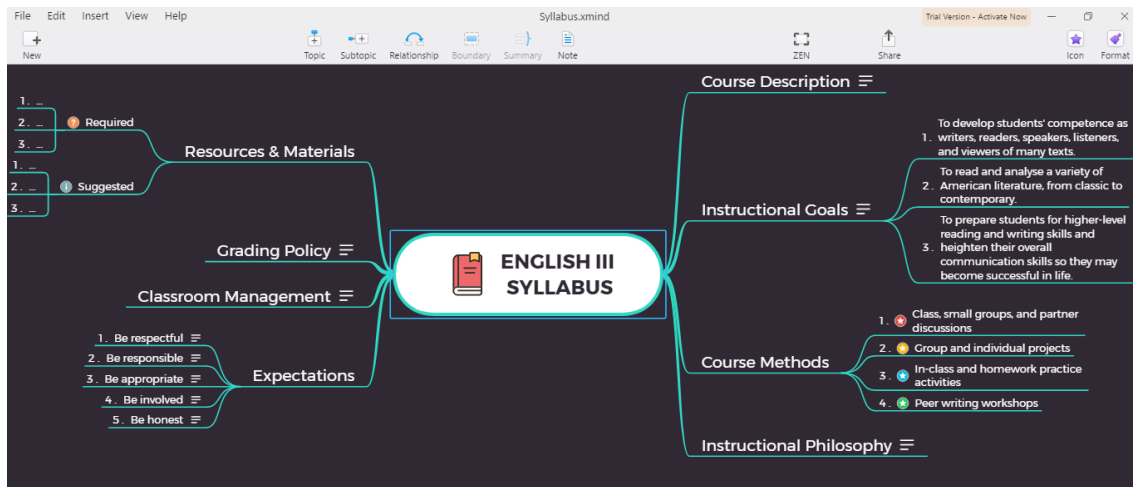 File Edit Insert View Help
Syllabus.xmind
Trial Version - Activate Now
New
Topic
Subtopic
Relationship
Boundary
Summary
Note
ZEN
Share
Icon
Format
1. ...
2. ...
3. ...
Required
1. ...
2. ...
3. ...
Suggested
Resources & Materials
Grading Policy
Classroom Management
1. Be respectful
2. Be responsible
3. Be appropriate
4. Be involved
5. Be honest
Expectations
ENGLISH III
SYLLABUS
Course Description
Instructional Goals
1. To develop students' competence as
writers, readers, speakers, listeners,
and viewers of many texts.
2. To read and analyse a variety of
American literature, from classic to
contemporary.
3. To prepare students for higher-level
reading and writing skills and
heighten their overall
communication skills so they may
become successful in life.
Course Methods
1. Class, small groups, and partner
discussions
2. Group and individual projects
3. In-class and homework practice
activities
4. Peer writing workshops
Instructional Philosophy